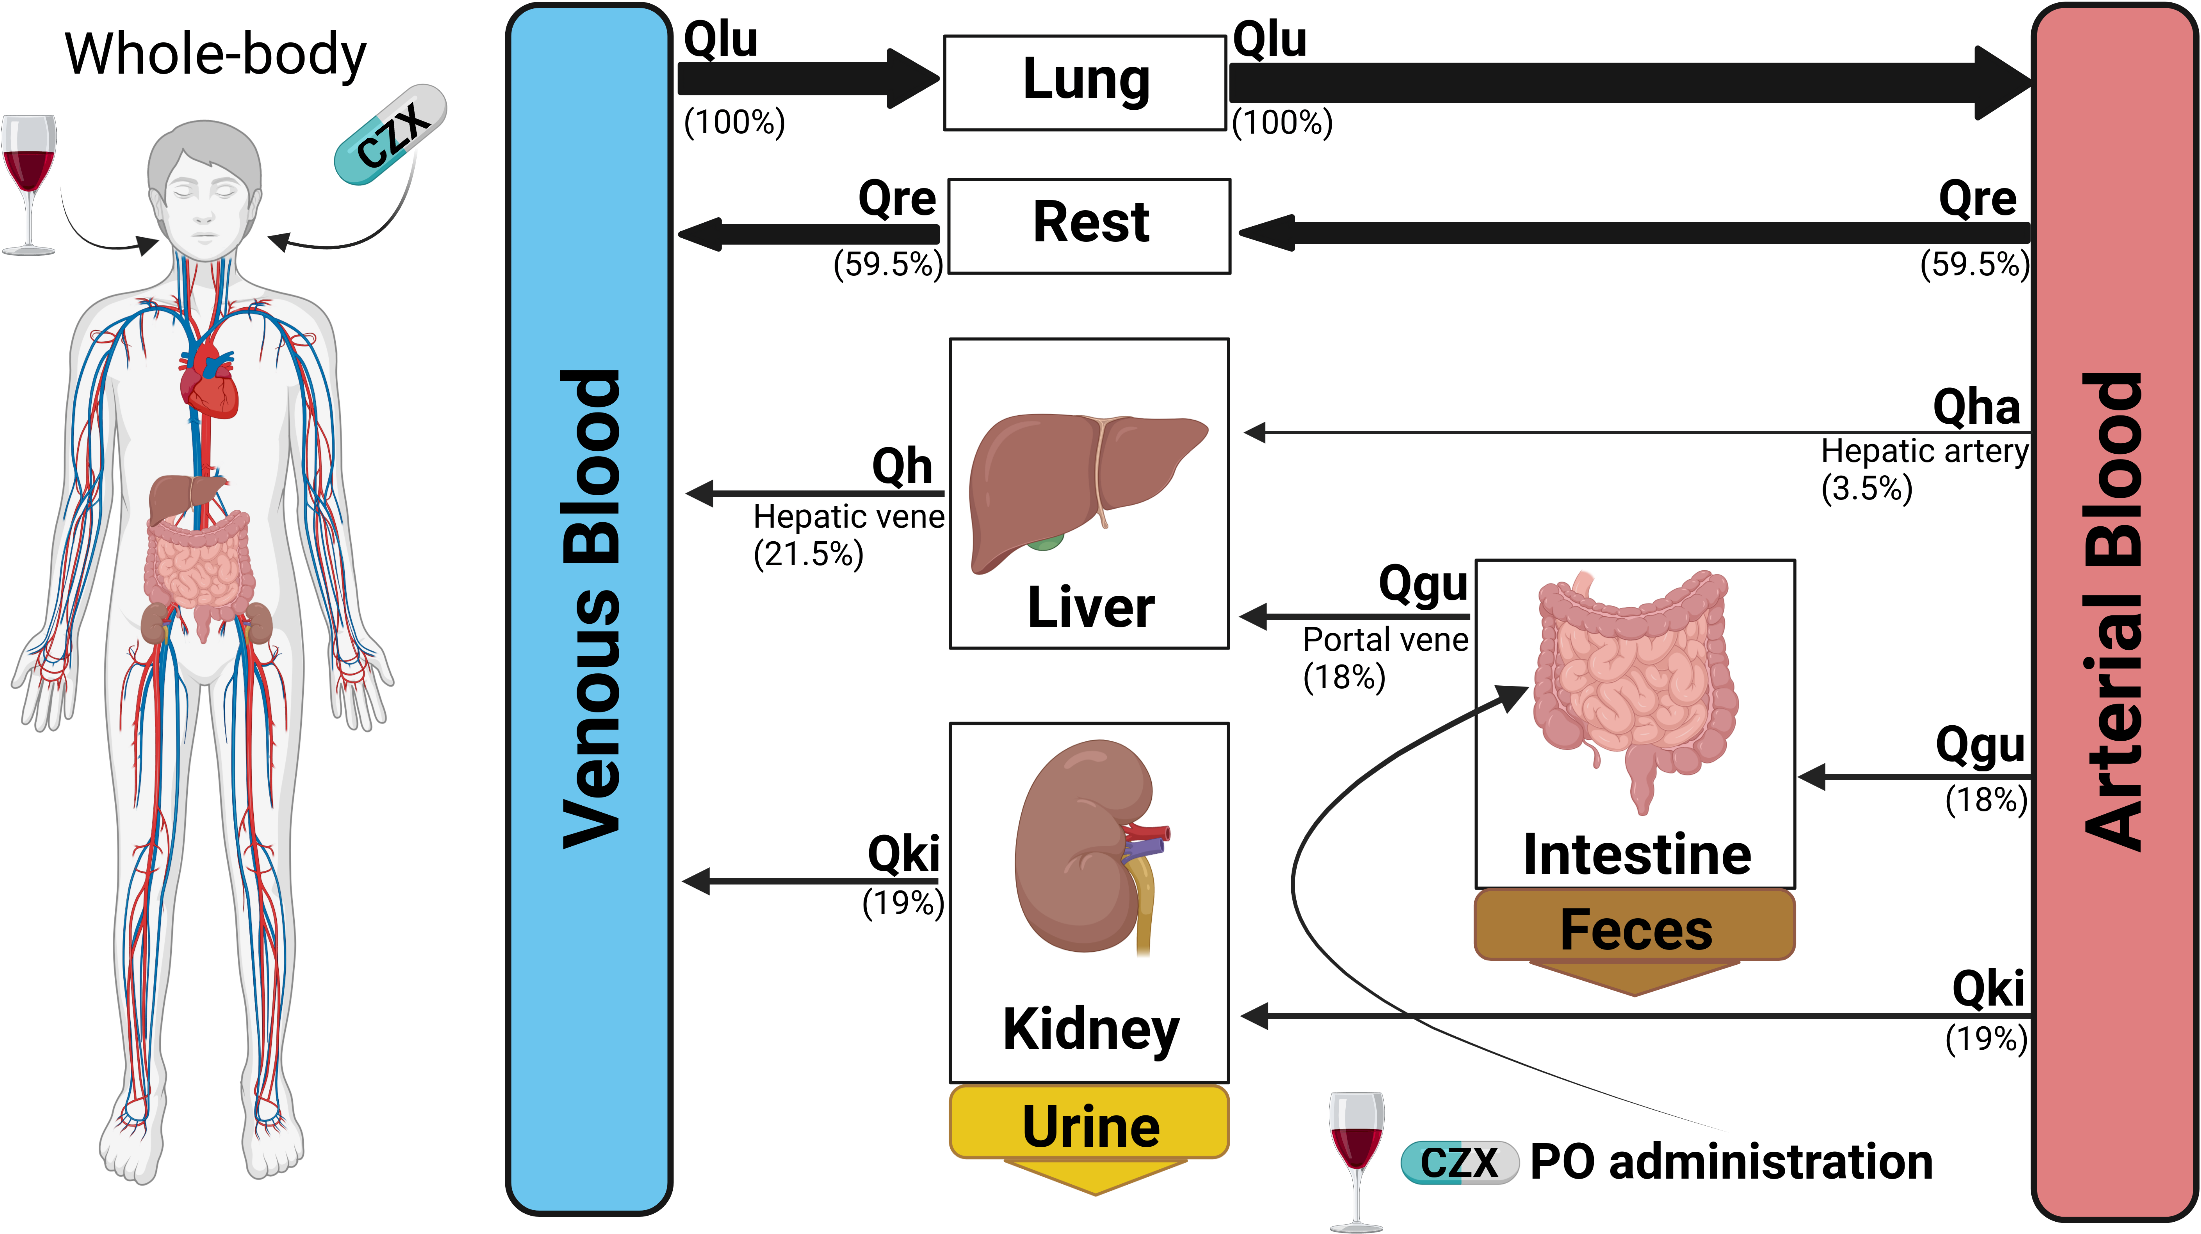 Whole-body
CZX
Venous Blood
Qlu
(100%)
Lung
Qlu
(100%)
Qre
(59.5%)
Rest
Qre
(59.5%)
Qha
Hepatic artery
(3.5%)
Qh
Hepatic vene
(21.5%)
Liver
Qgu
Portal vene
(18%)
Qgu
(18%)
Intestine
Feces
Qki
(19%)
Kidney
Urine
Qki
(19%)
CZX PO administration
Arterial Blood